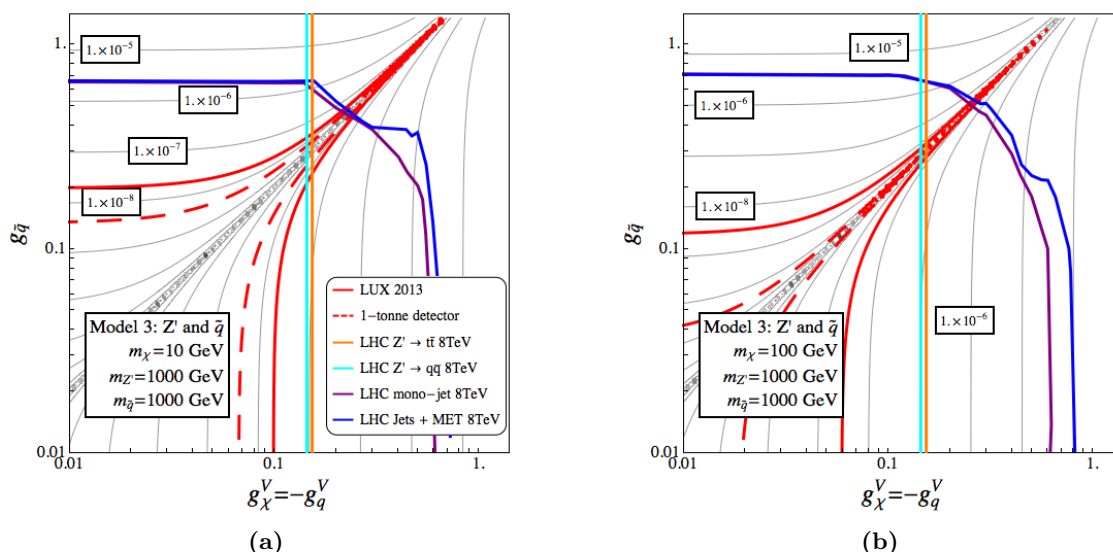 1.
1.×10⁻⁵
1.×10⁻⁶
1.×10⁻⁷
1.×10⁻⁸
g_q̃
0.1
LUX 2013
1-tonne detector
LHC Z' → tt̄ 8TeV
LHC Z' → qq̄ 8TeV
LHC mono-jet 8TeV
LHC Jets + MET 8TeV
Model 3: Z' and q̃
m_χ=10 GeV
m_Z'=1000 GeV
m_q̃=1000 GeV
0.01
0.01
0.1
1.
g_χ^V=-g_q^V
(a)
1.
1.×10⁻⁵
1.×10⁻⁶
1.×10⁻⁸
g_q̃
0.1
1.×10⁻⁶
Model 3: Z' and q̃
m_χ=100 GeV
m_Z'=1000 GeV
m_q̃=1000 GeV
0.01
0.01
0.1
1.
g_χ^V=-g_q^V
(b)